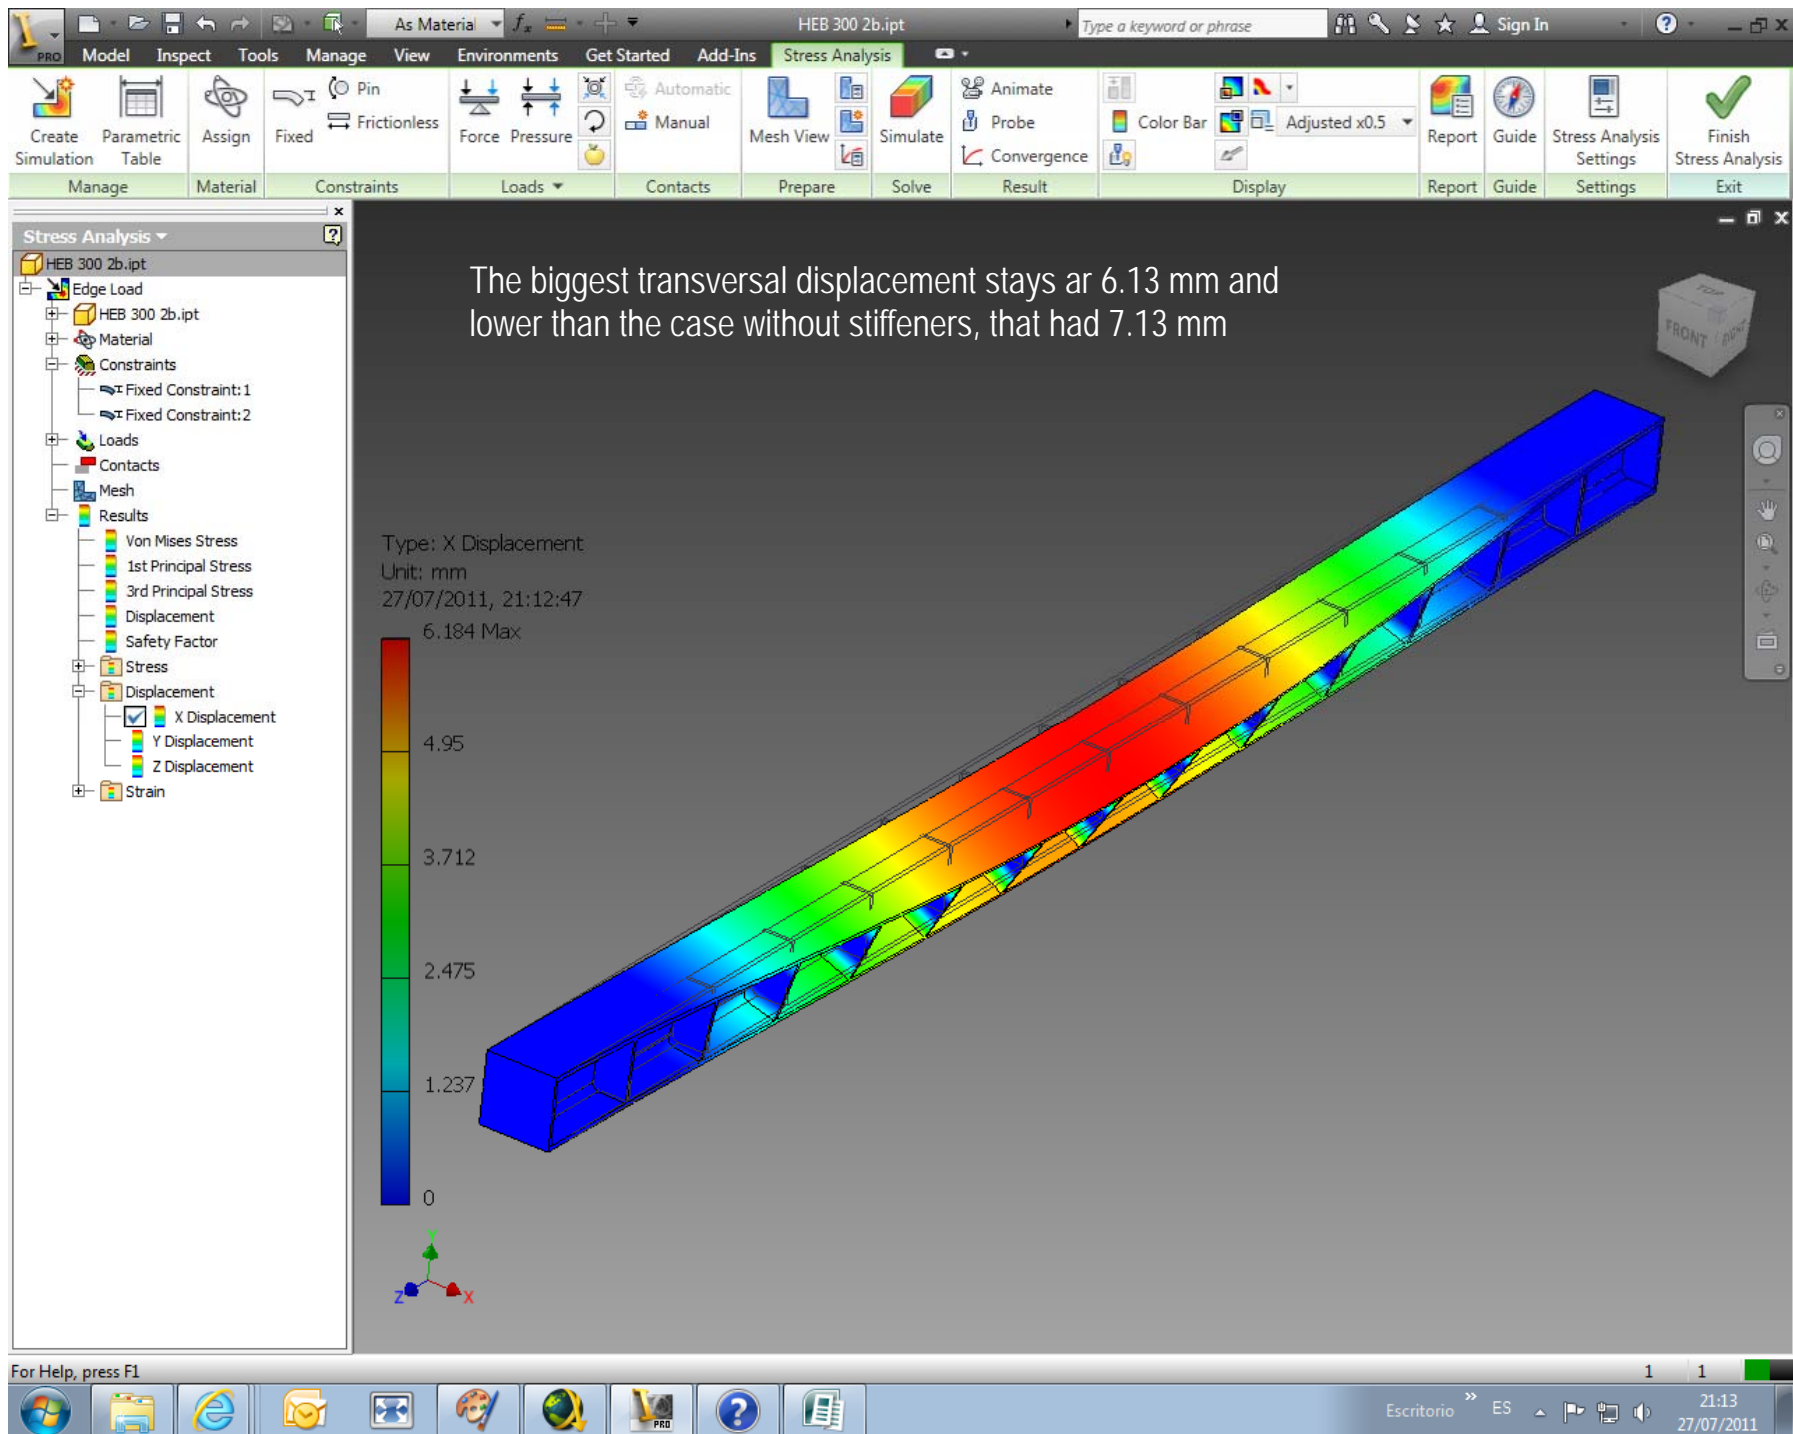 As Material
HEB 300 2b.ipt
Type a keyword or phrase
Sign In
PRO
Model Inspect Tools Manage View Environments Get Started Add-Ins Stress Analysis
Create Simulation
Parametric Table
Assign
Fixed
Pin
Frictionless
Force
Pressure
Automatic
Manual
Mesh View
Simulate
Animate
Probe
Convergence
Color Bar
Adjusted x0.5
Report
Guide
Stress Analysis Settings
Finish Stress Analysis
Manage Material Constraints Loads Contacts Prepare Solve Result Display Report Guide Settings Exit
Stress Analysis
HEB 300 2b.ipt
Edge Load
HEB 300 2b.ipt
Material
Constraints
Fixed Constraint:1
Fixed Constraint:2
Loads
Contacts
Mesh
Results
Von Mises Stress
1st Principal Stress
3rd Principal Stress
Displacement
Safety Factor
Stress
Displacement
X Displacement
Y Displacement
Z Displacement
Strain
The biggest transversal displacement stays ar 6.13 mm and
lower than the case without stiffeners, that had 7.13 mm
TOP
FRONT
RIGHT
Type: X Displacement
Unit: mm
27/07/2011, 21:12:47
6.184 Max
4.95
3.712
2.475
1.237
0
Y
Z
X
For Help, press F1
1 1
PRO
Escritorio
ES
21:13
27/07/2011